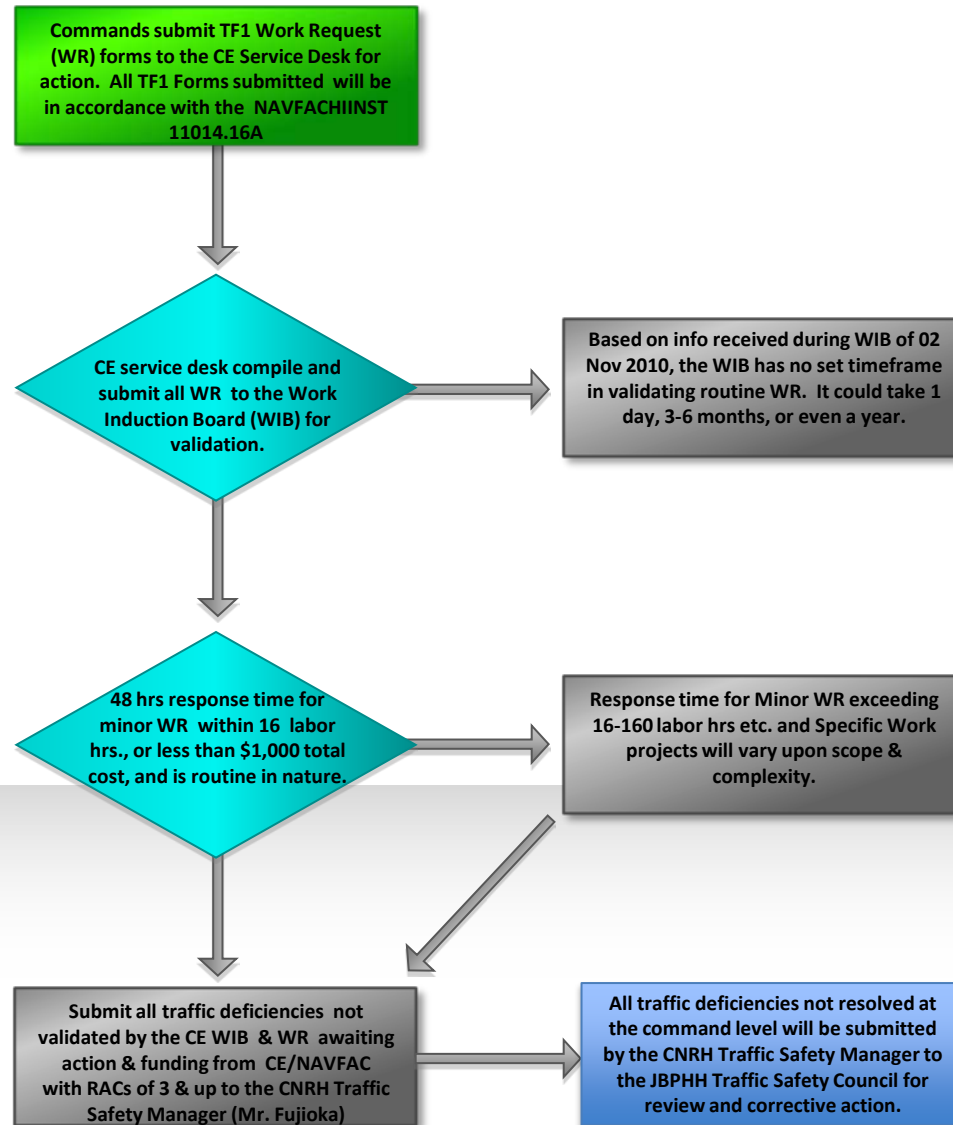 Commands submit TF1 Work Request
(WR) forms to the CE Service Desk for
action. All TF1 Forms submitted will be
in accordance with the NAVFACHIINST
11014.16A
CE service desk compile and
submit all WR to the Work
Induction Board (WIB) for
validation.
Based on info received during WIB of 02
Nov 2010, the WIB has no set timeframe
in validating routine WR. It could take 1
day, 3-6 months, or even a year.
48 hrs response time for
minor WR within 16 labor
hrs., or less than $1,000 total
cost, and is routine in nature.
Response time for Minor WR exceeding
16-160 labor hrs etc. and Specific Work
projects will vary upon scope &
complexity.
Submit all traffic deficiencies not
validated by the CE WIB & WR awaiting
action & funding from CE/NAVFAC
with RACs of 3 & up to the CNRH Traffic
Safety Manager (Mr. Fujioka)
All traffic deficiencies not resolved at
the command level will be submitted
by the CNRH Traffic Safety Manager to
the JBPHH Traffic Safety Council for
review and corrective action.